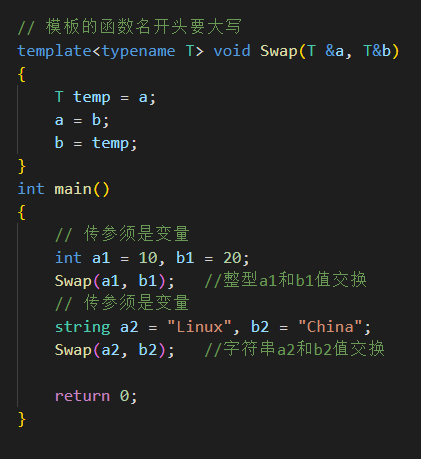 // 模板的函数名开头要大写
template<typename T> void Swap(T &a, T&b)
{
    T temp = a;
    a = b;
    b = temp;
}
int main()
{
    // 传参须是变量
    int a1 = 10, b1 = 20;
    Swap(a1, b1);   //整型a1和b1值交换
    // 传参须是变量
    string a2 = "Linux", b2 = "China";
    Swap(a2, b2);   //字符串a2和b2值交换
    return 0;
}